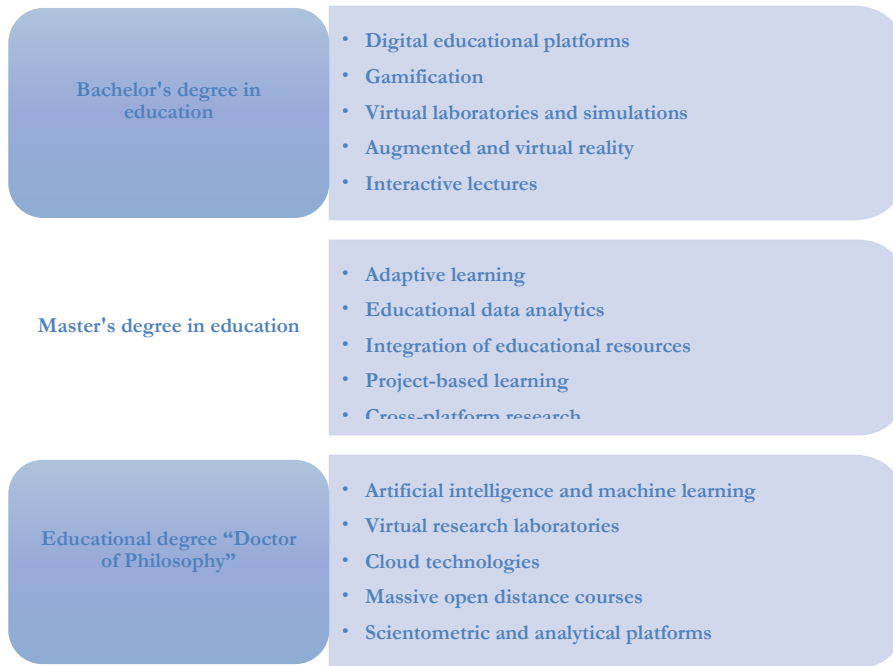 Bachelor's degree in
education
• Digital educational platforms
• Gamification
• Virtual laboratories and simulations
• Augmented and virtual reality
• Interactive lectures
Master's degree in education
• Adaptive learning
• Educational data analytics
• Integration of educational resources
• Project-based learning
• Cross-platform research
Educational degree “Doctor
of Philosophy”
• Artificial intelligence and machine learning
• Virtual research laboratories
• Cloud technologies
• Massive open distance courses
• Scientometric and analytical platforms